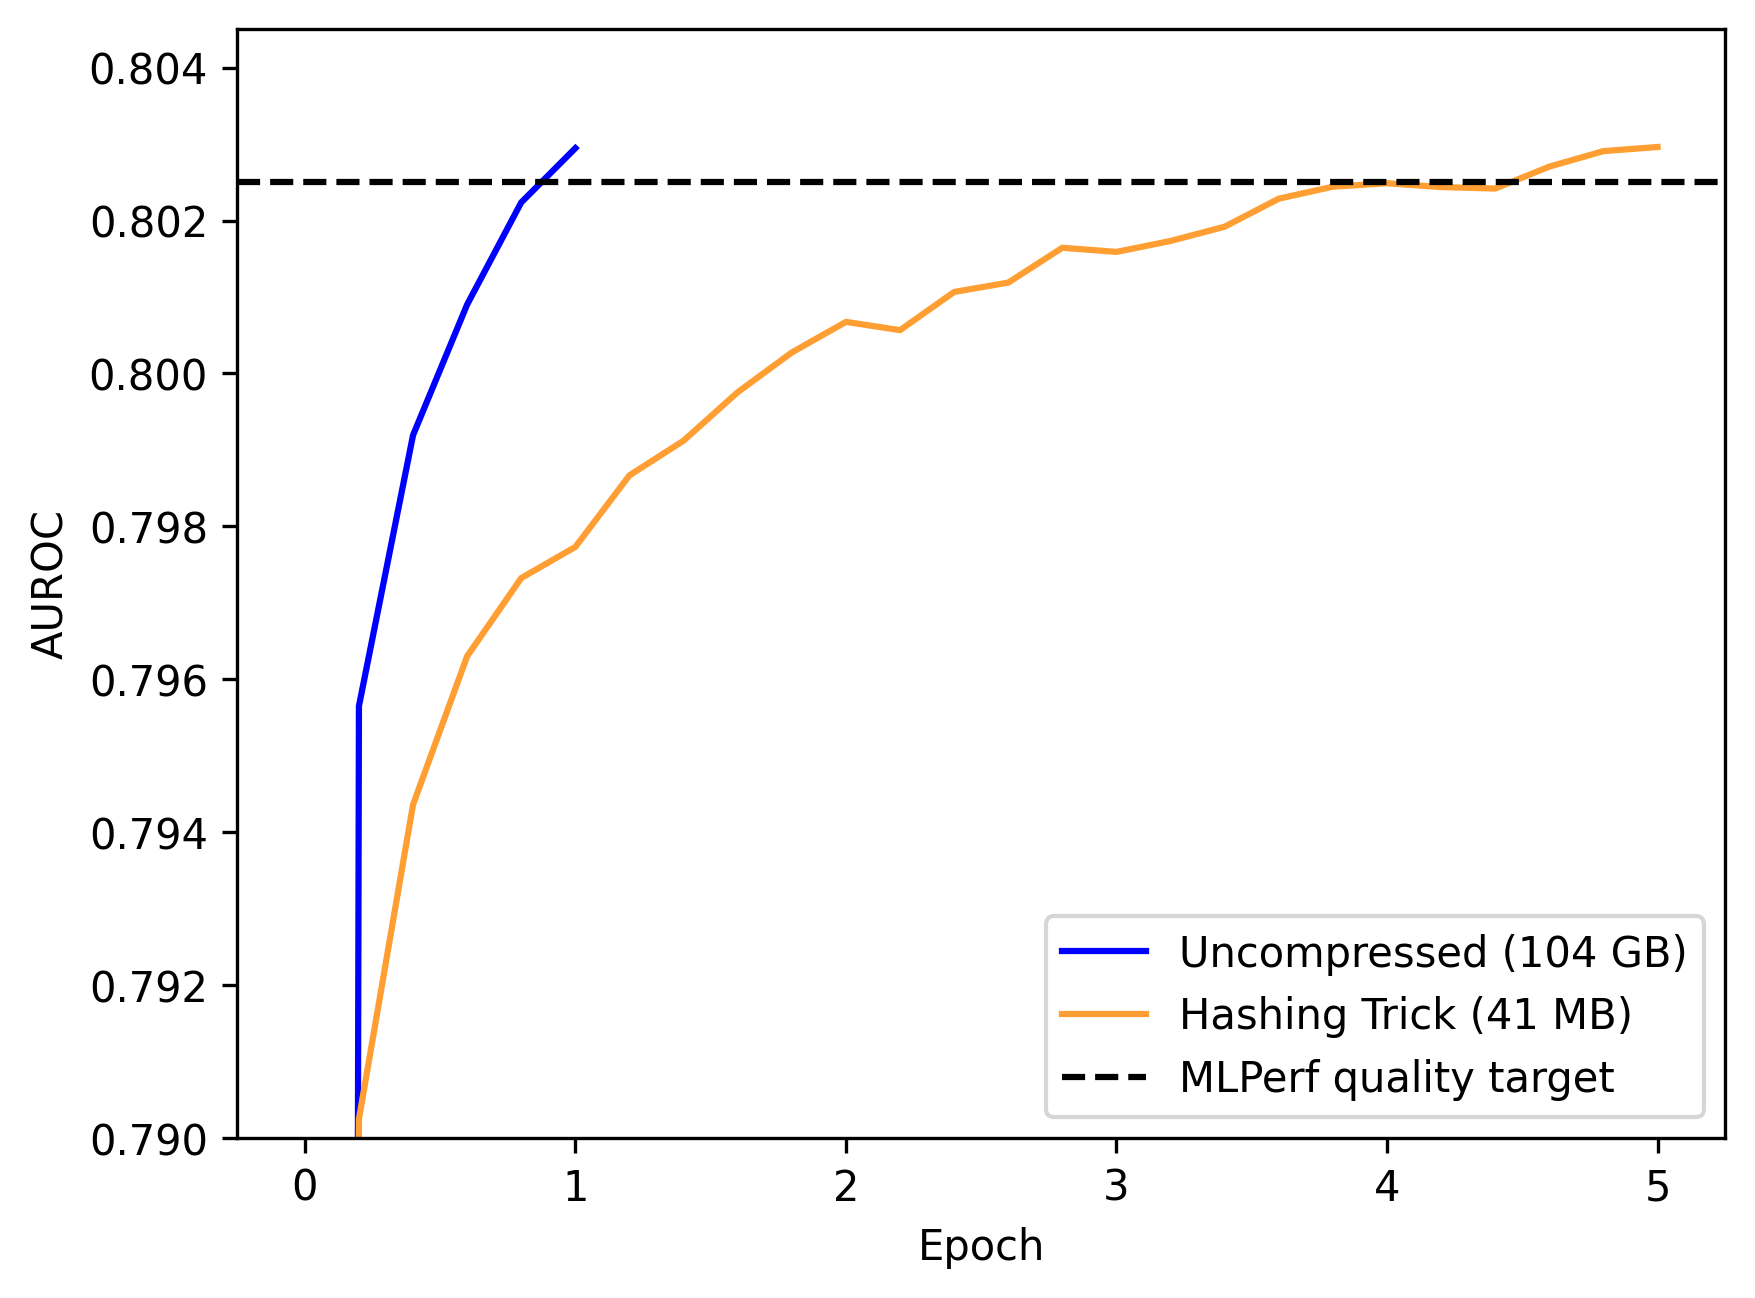 0.804
0.802
0.800
0.798
0.796
0.794
0.792
0.790
AUROC
Uncompressed (104 GB)
Hashing Trick (41 MB)
MLPerf quality target
0 1 2 3 4 5
Epoch